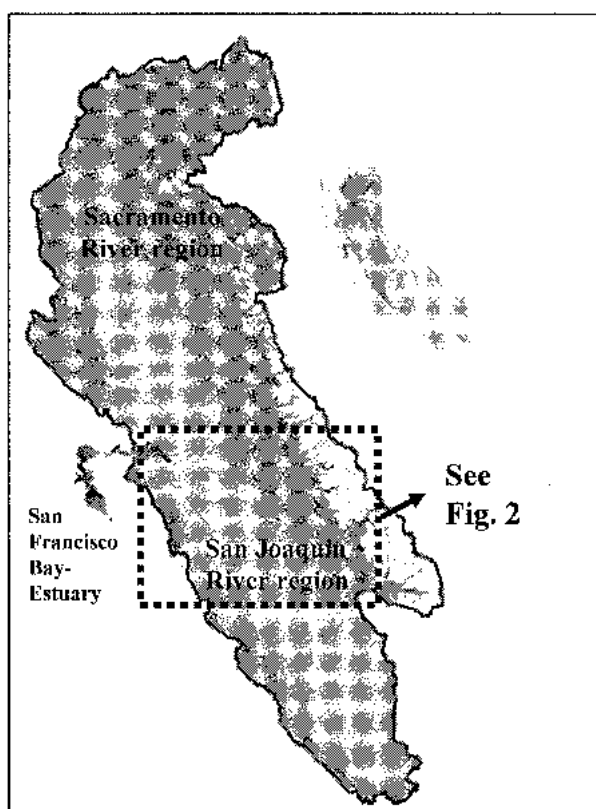 Sacramento
River region
See
Fig. 2
San
Francisco
Bay-
Estuary
San Joaquin
River region